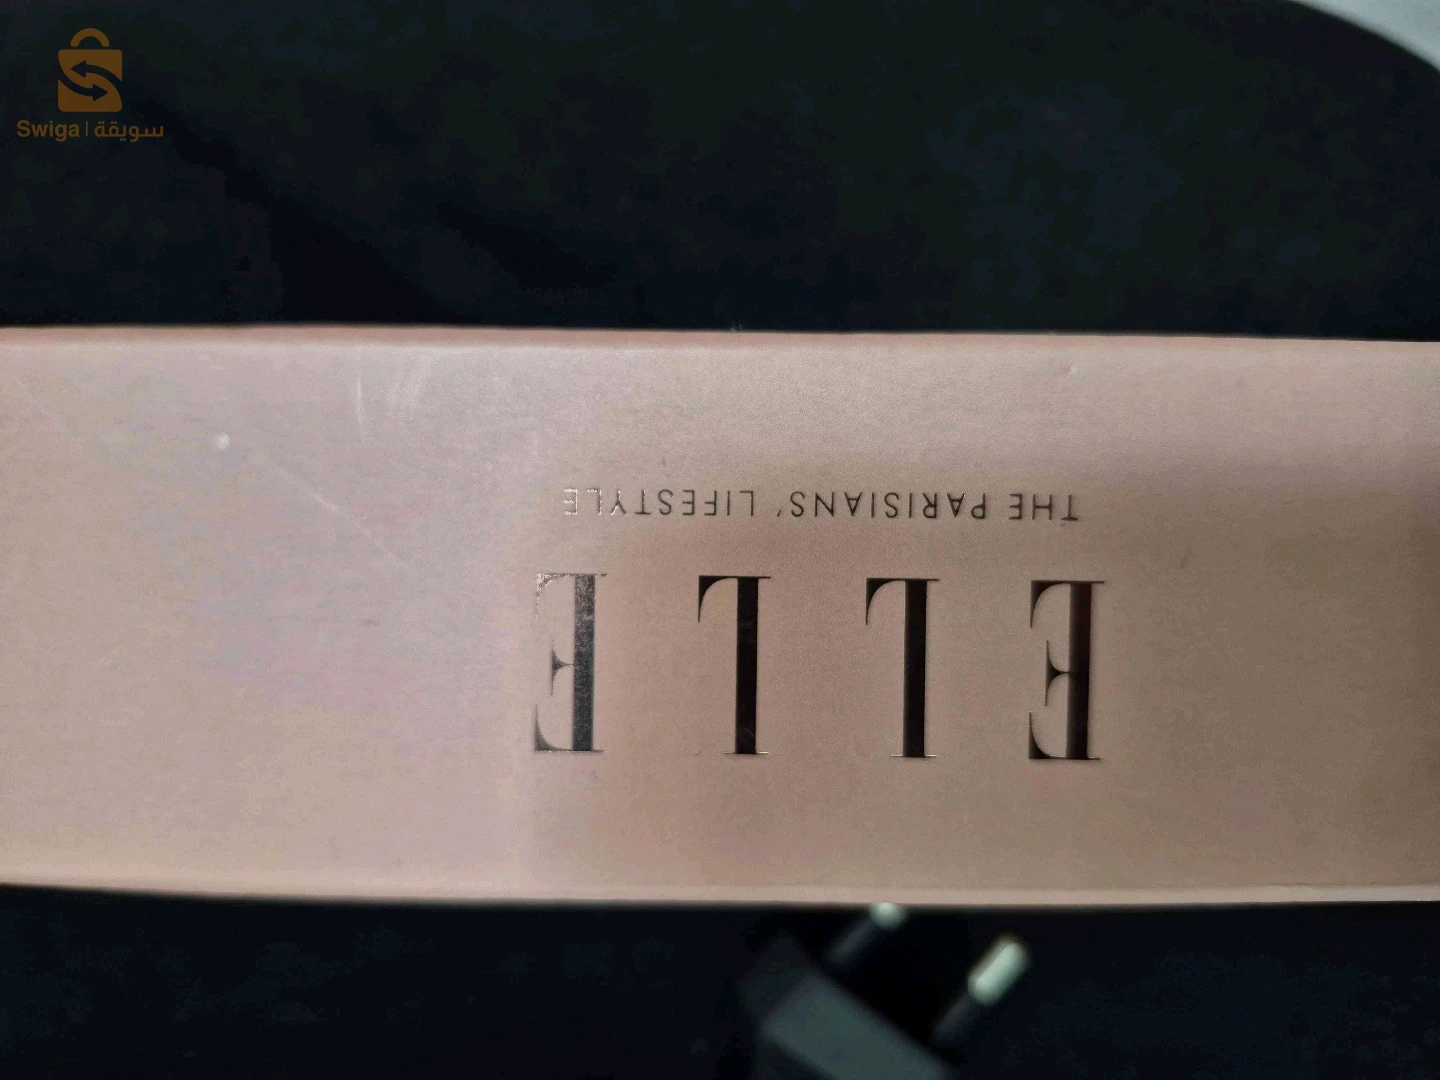 Swiga | سويقة
ELLE
THE PARISIANS' LIFESTYLE